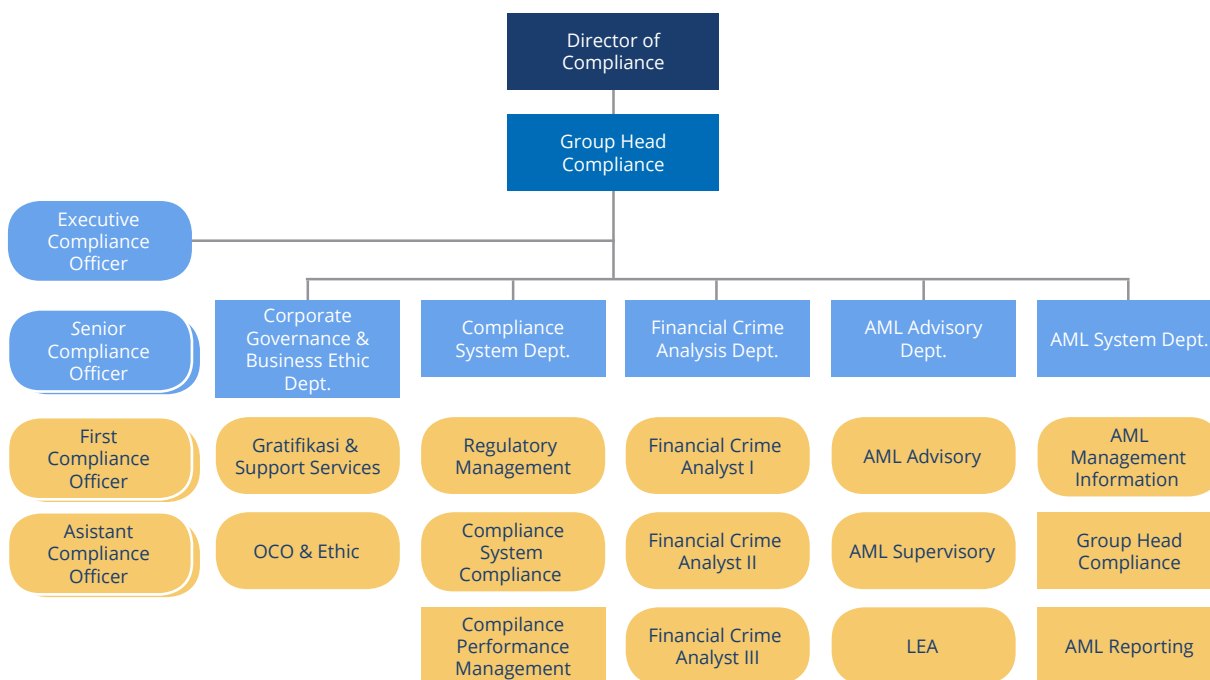 Director of
Compliance
Group Head
Compliance
Executive
Compliance
Officer
Senior
Compliance
Officer
Corporate
Governance &
Business Ethic
Dept.
Compliance
System Dept.
Financial Crime
Analysis Dept.
AML Advisory
Dept.
AML System Dept.
First
Compliance
Officer
Gratifikasi &
Support Services
Regulatory
Management
Financial Crime
Analyst I
AML Advisory
AML
Management
Information
Asistant
Compliance
Officer
OCO & Ethic
Compliance
System
Compliance
Financial Crime
Analyst II
AML Supervisory
Group Head
Compliance
Compilance
Performance
Management
Financial Crime
Analyst III
LEA
AML Reporting